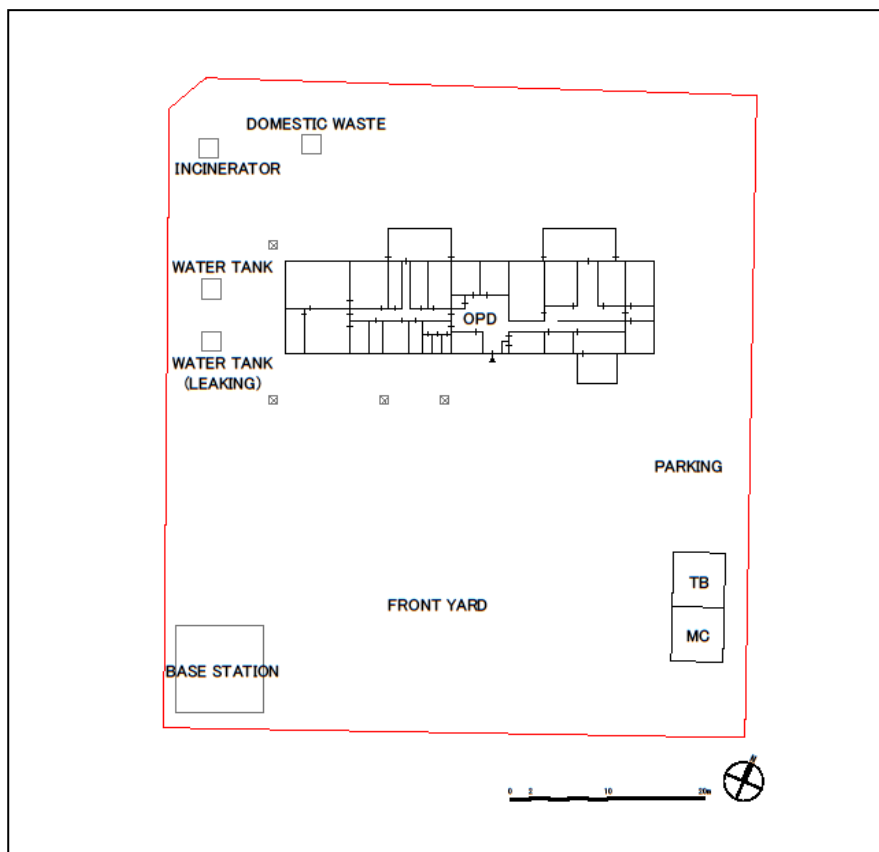 DOMESTIC WASTE
INCINERATOR
WATER TANK
OPD
WATER TANK
(LEAKING)
PARKING
TB
FRONT YARD
MC
BASE STATION
N
0 2 10 20m